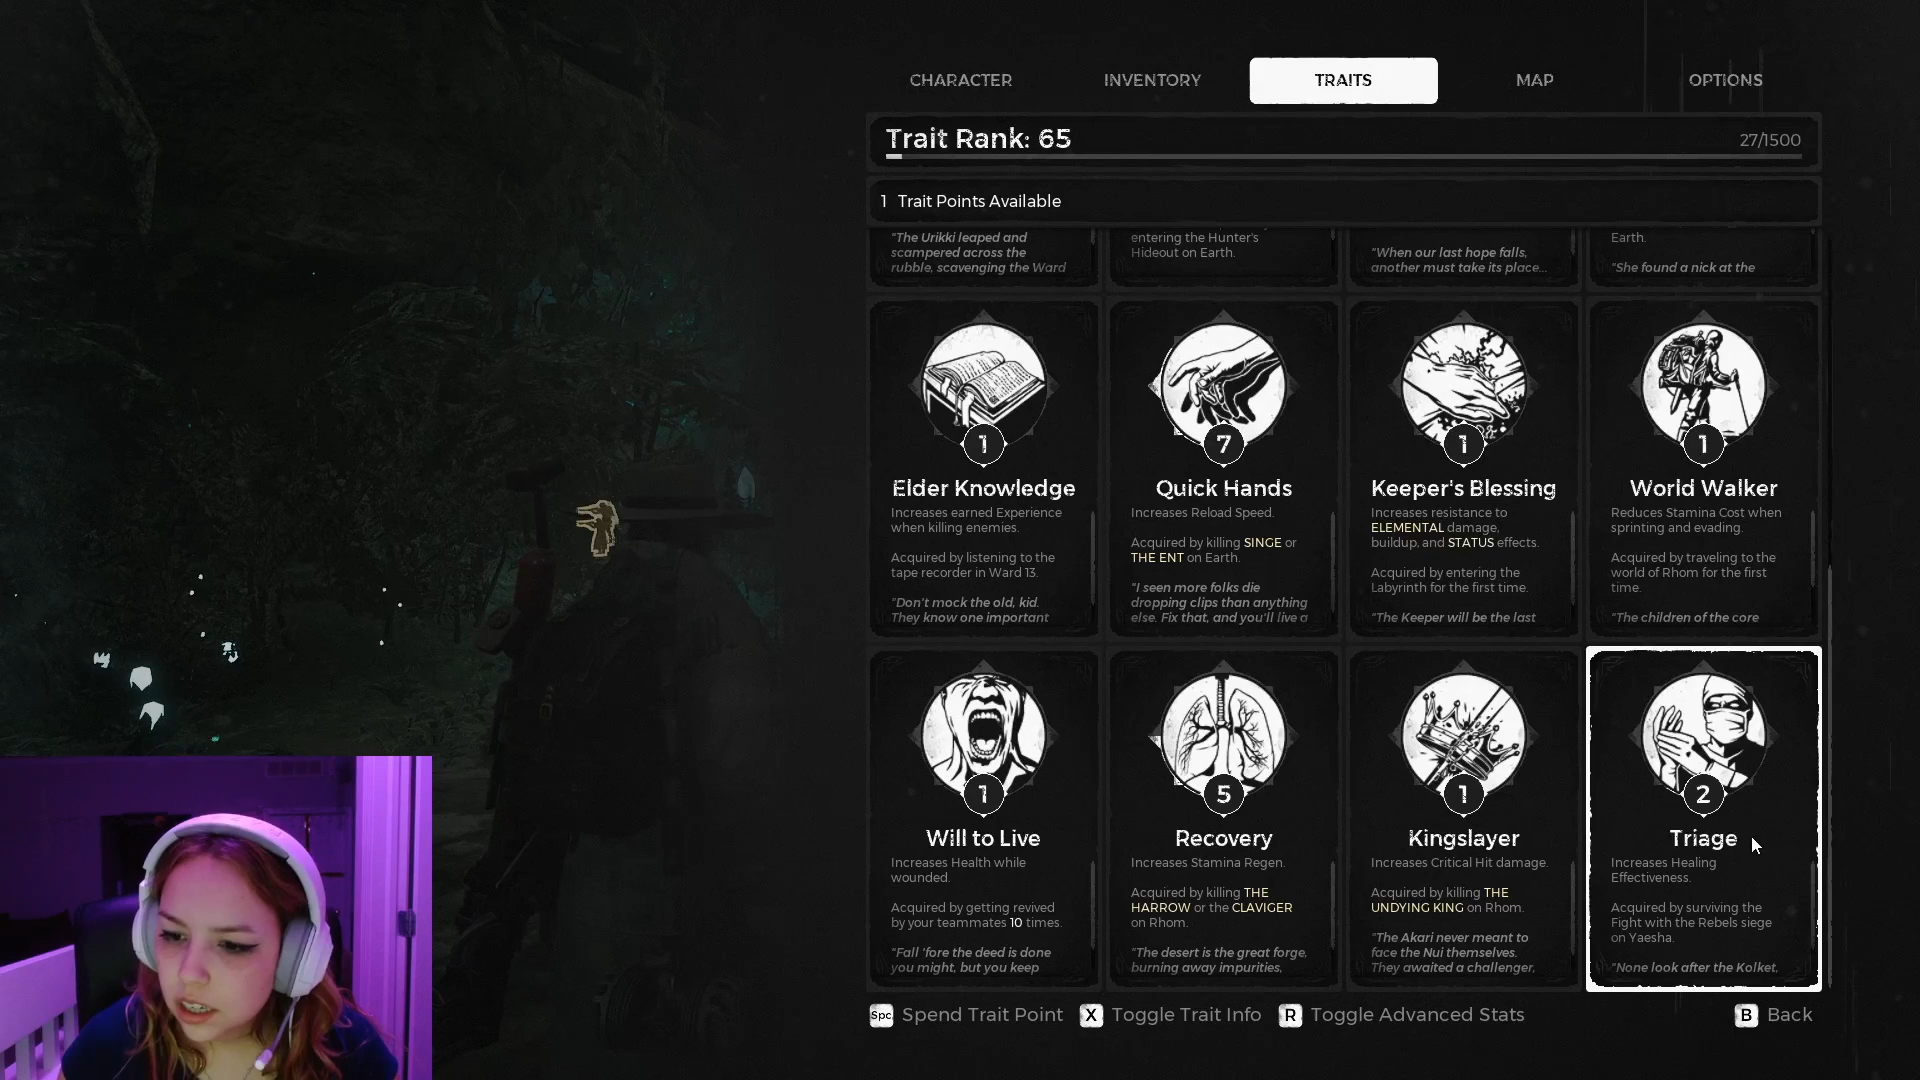 CHARACTER INVENTORY TRAITS MAP OPTIONS
Trait Rank: 65 27/1500
1 Trait Points Available
"The Urikki leaped and
scampered across the
rubble, scavenging the Ward
entering the Hunter's
Hideout on Earth.
"When our last hope falls,
another must take its place...
Earth.
"She found a nick at the
1
Elder Knowledge
Increases earned Experience
when killing enemies.
Acquired by listening to the
tape recorder in Ward 13.
"Don't mock the old, kid.
They know one important
7
Quick Hands
Increases Reload Speed.
Acquired by killing SINGE or
THE ENT on Earth.
"I seen more folks die
dropping clips than anything
else. Fix that, and you'll live a
1
Keeper's Blessing
Increases resistance to
ELEMENTAL damage,
buildup, and STATUS effects.
Acquired by entering the
Labyrinth for the first time.
"The Keeper will be the last
1
World Walker
Reduces Stamina Cost when
sprinting and evading.
Acquired by traveling to the
world of Rhom for the first
time.
"The children of the core
1
Will to Live
Increases Health while
wounded.
Acquired by getting revived
by your teammates 10 times.
"Fall 'fore the deed is done
you might, but you keep
5
Recovery
Increases Stamina Regen.
Acquired by killing THE
HARROW or the CLAVIGER
on Rhom.
"The desert is the great forge,
burning away impurities,
1
Kingslayer
Increases Critical Hit damage.
Acquired by killing THE
UNDYING KING on Rhom.
"The Akari never meant to
face the Nui themselves.
They awaited a challenger,
2
Triage
Increases Healing
Effectiveness.
Acquired by surviving the
Fight with the Rebels siege
on Yaesha.
"None look after the Kolket,
Spc Spend Trait Point X Toggle Trait Info R Toggle Advanced Stats B Back